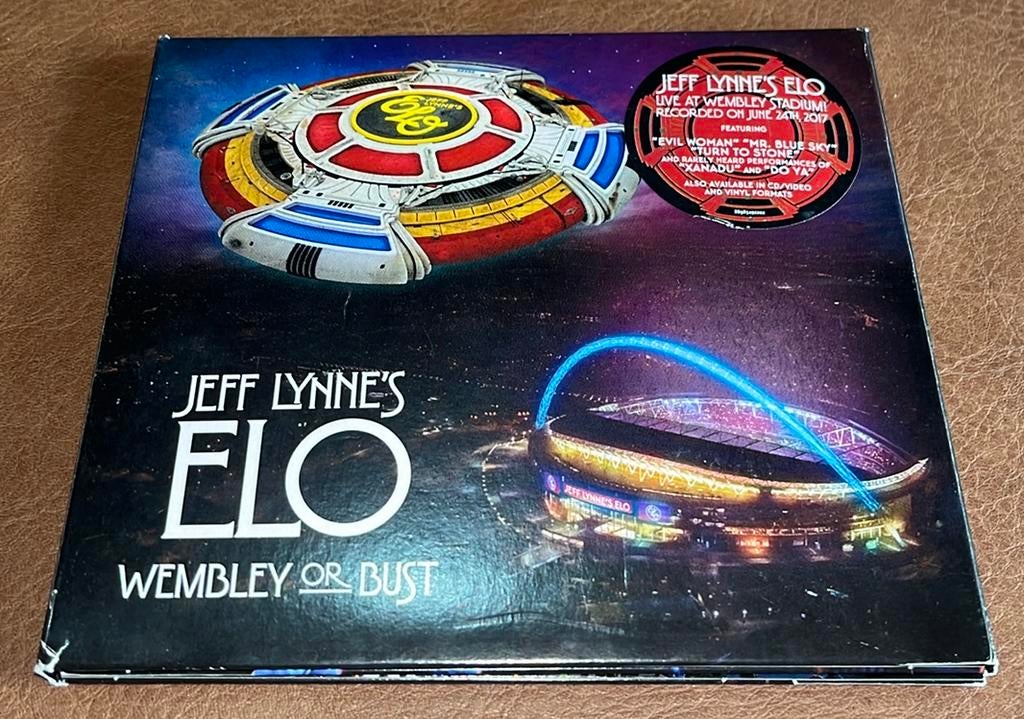 JEFF LYNNE'S
ELO
JEFF LYNNE'S ELO
LIVE AT WEMBLEY STADIUM!
RECORDED ON JUNE 24TH, 2017
FEATURING
"EVIL WOMAN" "MR. BLUE SKY"
"TURN TO STONE"
AND RARELY HEARD PERFORMANCES OF
"XANADU" AND "DO YA"
ALSO AVAILABLE IN CD/VIDEO
AND VINYL FORMATS
JEFF LYNNE'S
ELO
WEMBLEY OR BUST
JEFF LYNNE'S ELO